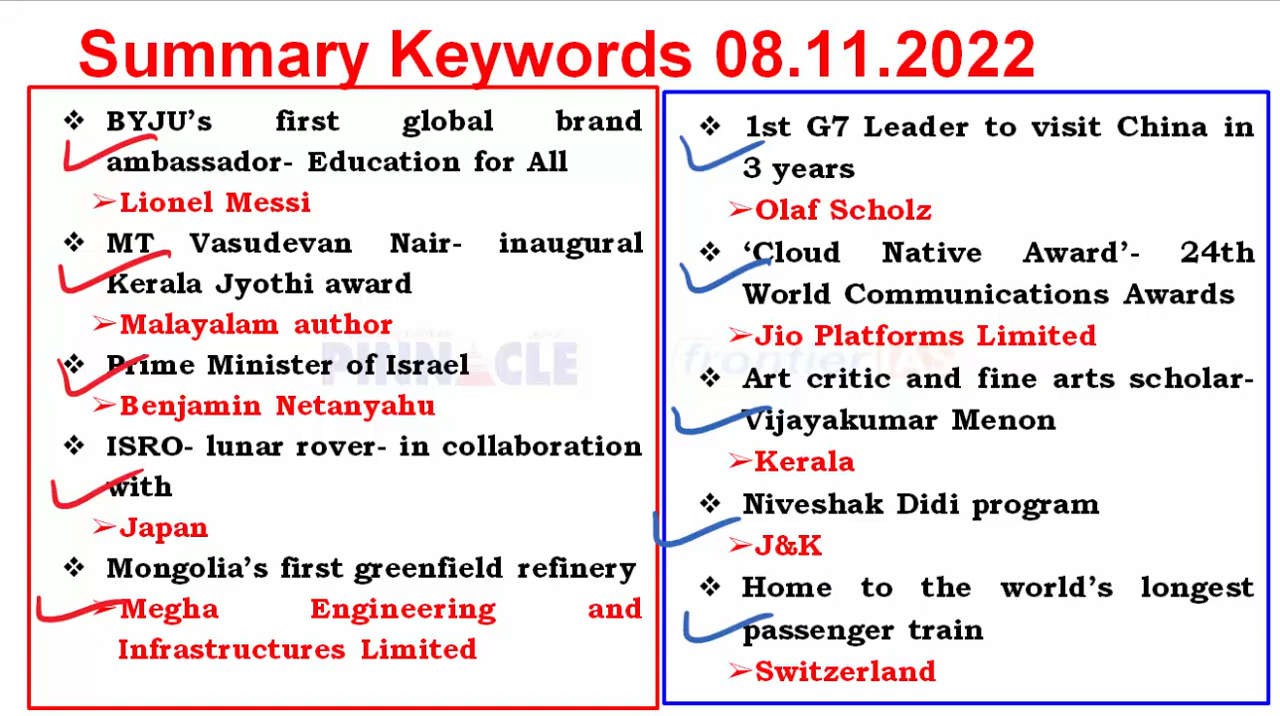 Summary Keywords 08.11.2022
❖ BYJU’s first global brand
ambassador- Education for All
➢Lionel Messi
❖ MT Vasudevan Nair- inaugural
Kerala Jyothi award
➢Malayalam author
❖ Prime Minister of Israel
➢Benjamin Netanyahu
❖ ISRO- lunar rover- in collaboration
with
➢Japan
❖ Mongolia’s first greenfield refinery
➢Megha Engineering and
Infrastructures Limited
❖ 1st G7 Leader to visit China in
3 years
➢Olaf Scholz
❖ ‘Cloud Native Award’- 24th
World Communications Awards
➢Jio Platforms Limited
❖ Art critic and fine arts scholar-
Vijayakumar Menon
➢Kerala
❖ Niveshak Didi program
➢J&K
❖ Home to the world’s longest
passenger train
➢Switzerland
PINNACLE
frontier IAS